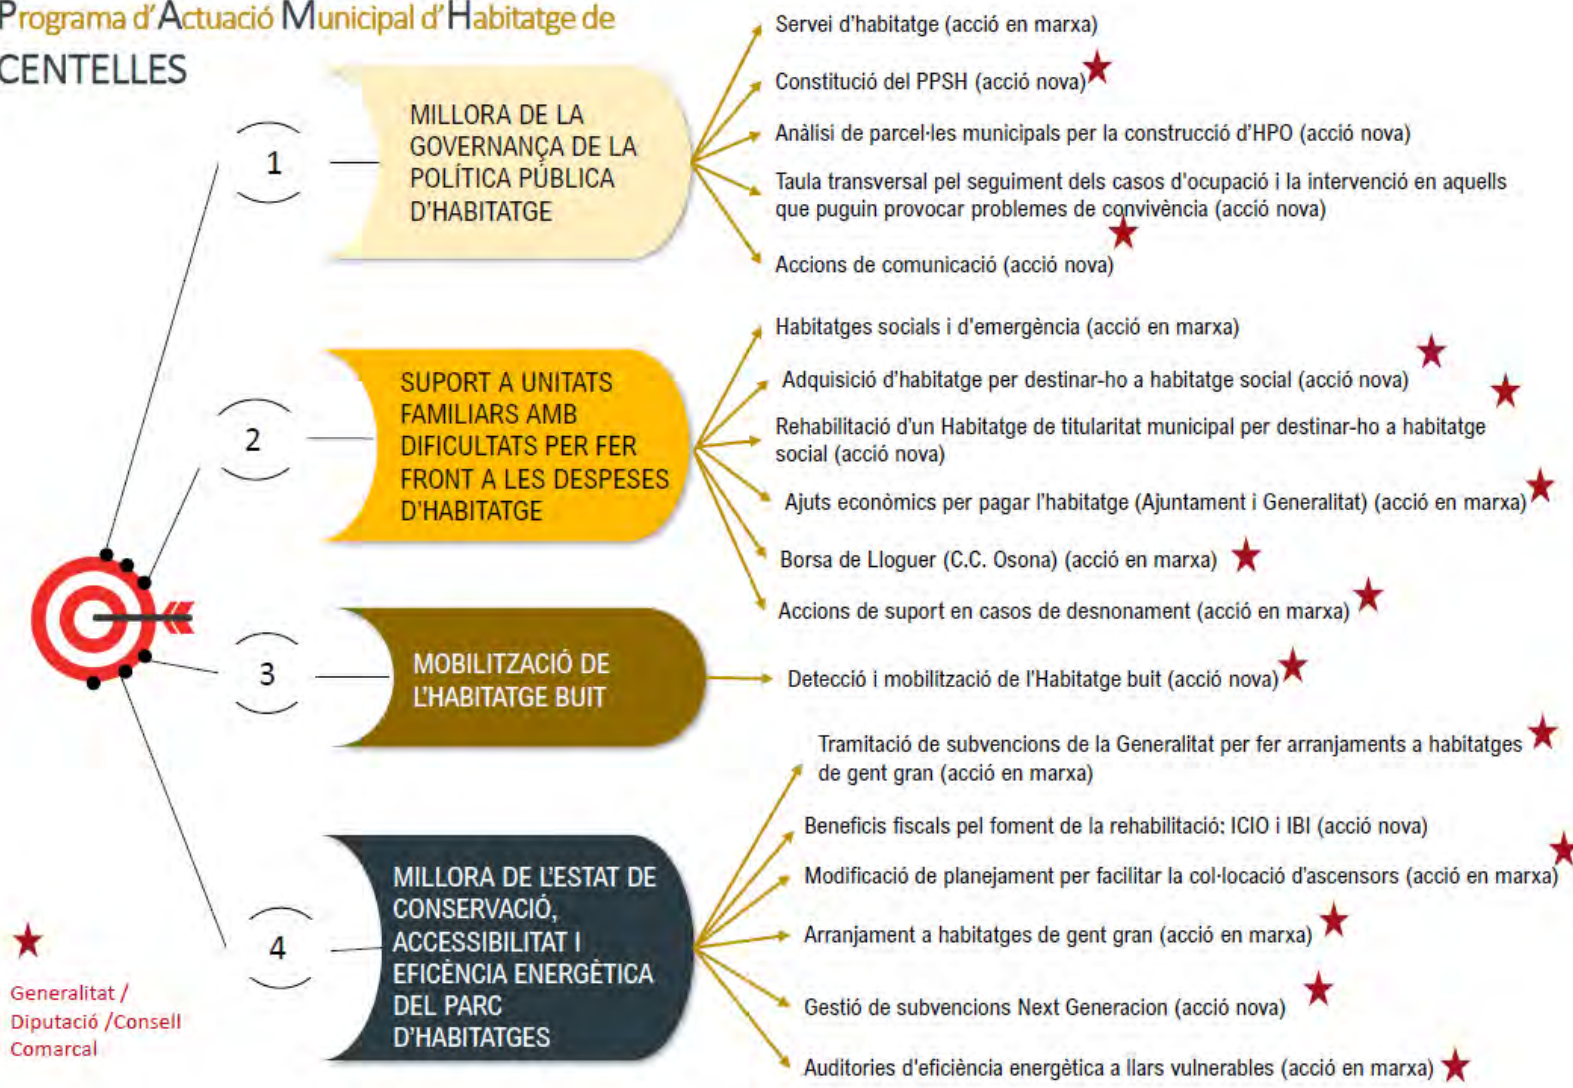 Programa d'Actuació Municipal d'Habitatge de
CENTELLES
1
MILLORA DE LA
GOVERNANÇA DE LA
POLÍTICA PÚBLICA
D'HABITATGE
Servei d'habitatge (acció en marxa)
Constitució del PPSH (acció nova)
Anàlisi de parcel·les municipals per la construcció d'HPO (acció nova)
Taula transversal pel seguiment dels casos d'ocupació i la intervenció en aquells
que puguin provocar problemes de convivència (acció nova)
Accions de comunicació (acció nova)
2
SUPORT A UNITATS
FAMILIARS AMB
DIFICULTATS PER FER
FRONT A LES DESPESES
D'HABITATGE
Habitatges socials i d'emergència (acció en marxa)
Adquisició d'habitatge per destinar-ho a habitatge social (acció nova)
Rehabilitació d'un Habitatge de titularitat municipal per destinar-ho a habitatge
social (acció nova)
Ajuts econòmics per pagar l'habitatge (Ajuntament i Generalitat) (acció en marxa)
Borsa de Lloguer (C.C. Osona) (acció en marxa)
Accions de suport en casos de desnonament (acció en marxa)
3
MOBILITZACIÓ DE
L'HABITATGE BUIT
Detecció i mobilització de l'Habitatge buit (acció nova)
4
MILLORA DE L'ESTAT DE
CONSERVACIÓ,
ACCESSIBILITAT I
EFICÈNCIA ENERGÈTICA
DEL PARC
D'HABITATGES
Tramitació de subvencions de la Generalitat per fer arranjaments a habitatges
de gent gran (acció en marxa)
Beneficis fiscals pel foment de la rehabilitació: ICIO i IBI (acció nova)
Modificació de planejament per facilitar la col·locació d'ascensors (acció en marxa)
Arranjament a habitatges de gent gran (acció en marxa)
Gestió de subvencions Next Generacion (acció nova)
Auditories d'eficiència energètica a llars vulnerables (acció en marxa)
Generalitat /
Diputació /Consell
Comarcal